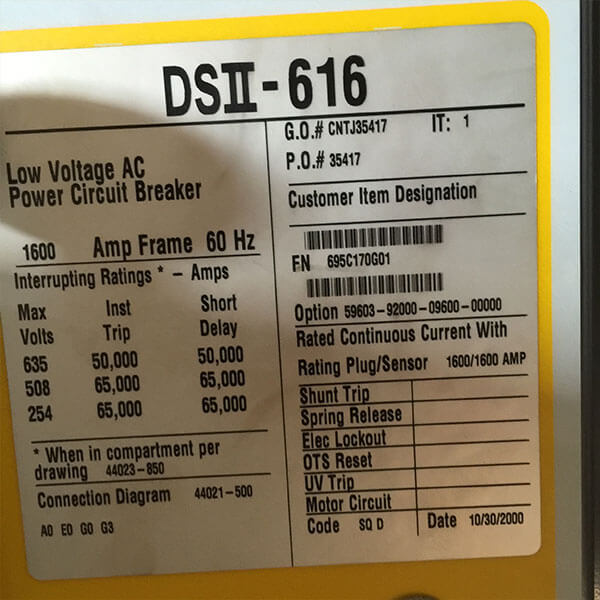 DSII-616
Low Voltage AC
Power Circuit Breaker
1600 Amp Frame 60 Hz
Interrupting Ratings * – Amps
Max Inst Short
Volts Trip Delay
635 50,000 50,000
508 65,000 65,000
254 65,000 65,000
* When in compartment per
drawing 44023-850
Connection Diagram 44021-500
A0 E0 G0 G3
G.O.# CNTJ35417 IT: 1
P.O.# 35417
Customer Item Designation
FN 695C170G01
Option 59603-92000-09600-00000
Rated Continuous Current With
Rating Plug/Sensor 1600/1600 AMP
Shunt Trip
Spring Release
Elec Lockout
OTS Reset
UV Trip
Motor Circuit
Code SQ D Date 10/30/2000